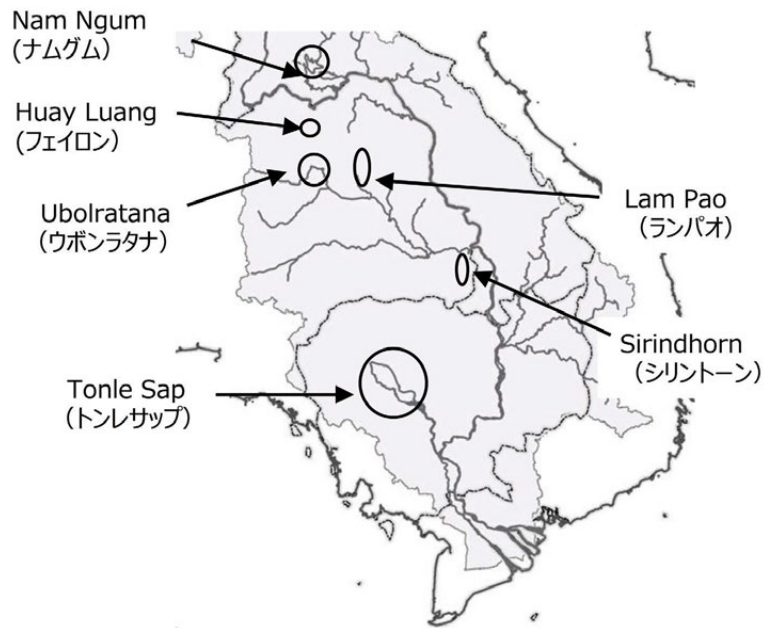 Nam Ngum
(ナムグム)
Huay Luang
(フェイロン)
Ubolratana
(ウボンラタナ)
Lam Pao
(ランパオ)
Sirindhorn
(シリントーン)
Tonle Sap
(トンレサップ)